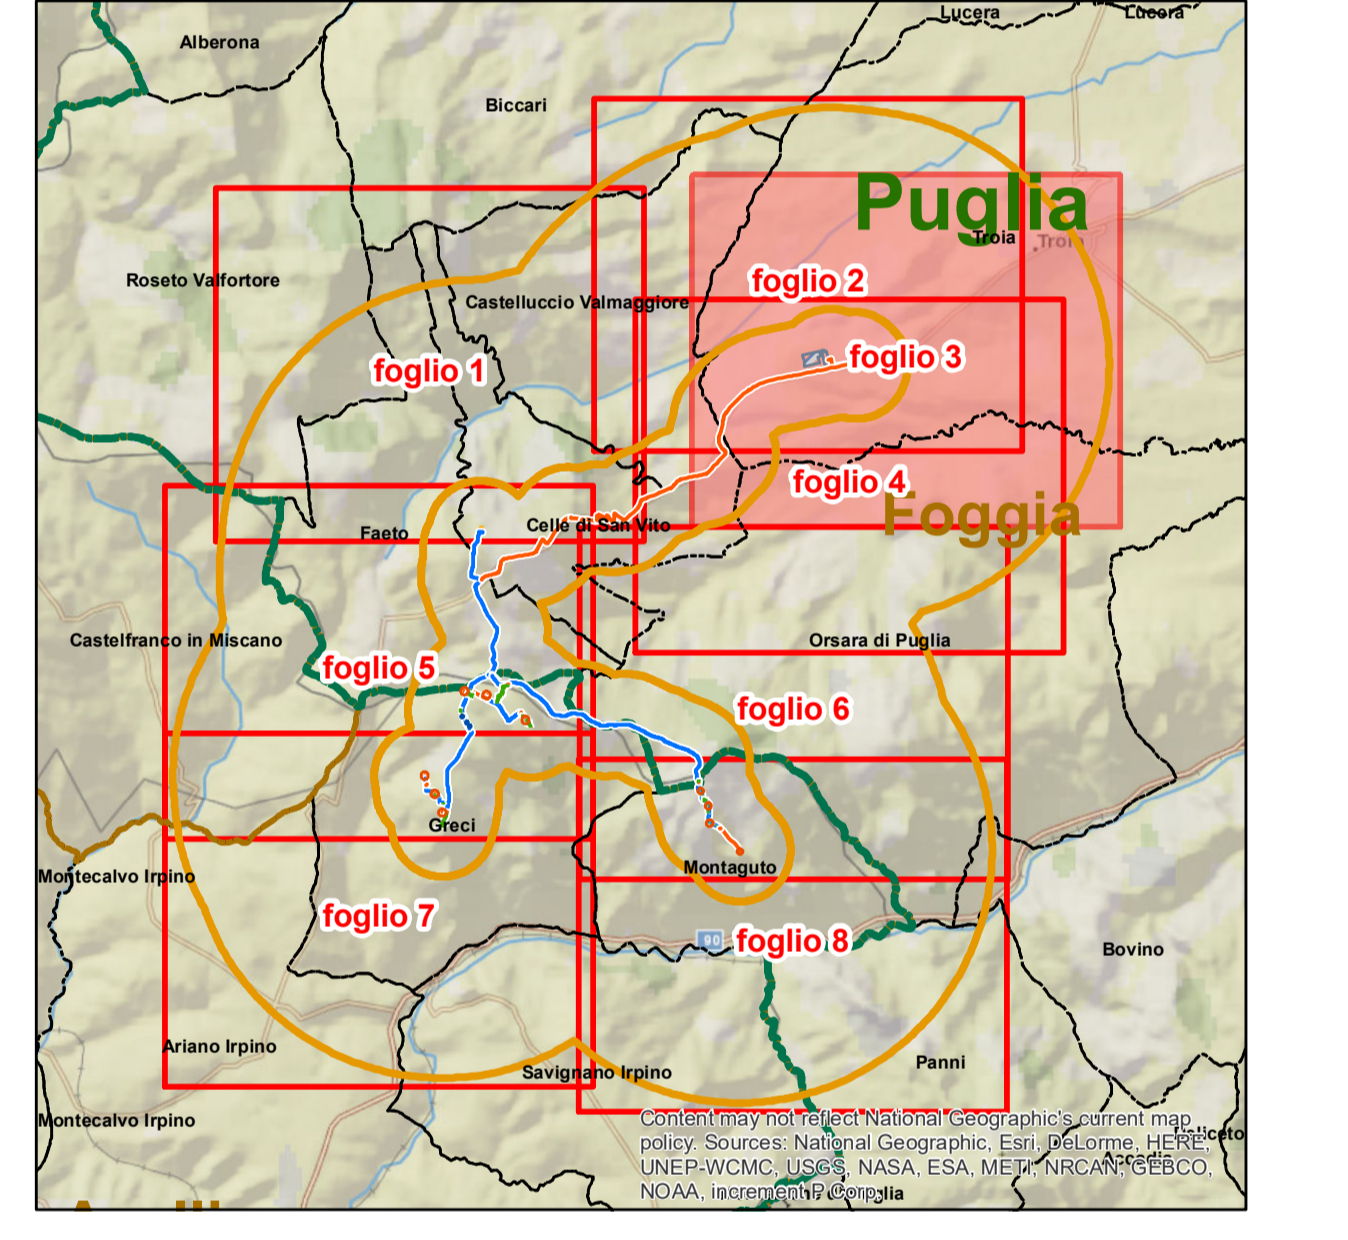 Lucera
Lucera
Alberona
Biccari
Puglia
Troia
Troia
Roseto Valfortore
foglio 2
Castelluccio Valmaggiore
foglio 3
foglio 1
foglio 4
Foggia
Celle di San Vito
Faeto
Castelfranco in Miscano
Orsara di Puglia
foglio 5
foglio 6
Greci
Montaguto
Montecalvo Irpino
foglio 7
90
foglio 8
Bovino
Ariano Irpino
Panni
Savignano Irpino
Montecalvo Irpino
Content may not reflect National Geographic's current map
policy. Sources: National Geographic, Esri, DeLorme, HERE,
UNEP-WCMC, USGS, NASA, ESA, METI, NRCAN, GEBCO,
NOAA, increment P Corp.
Deliceto
Accadia